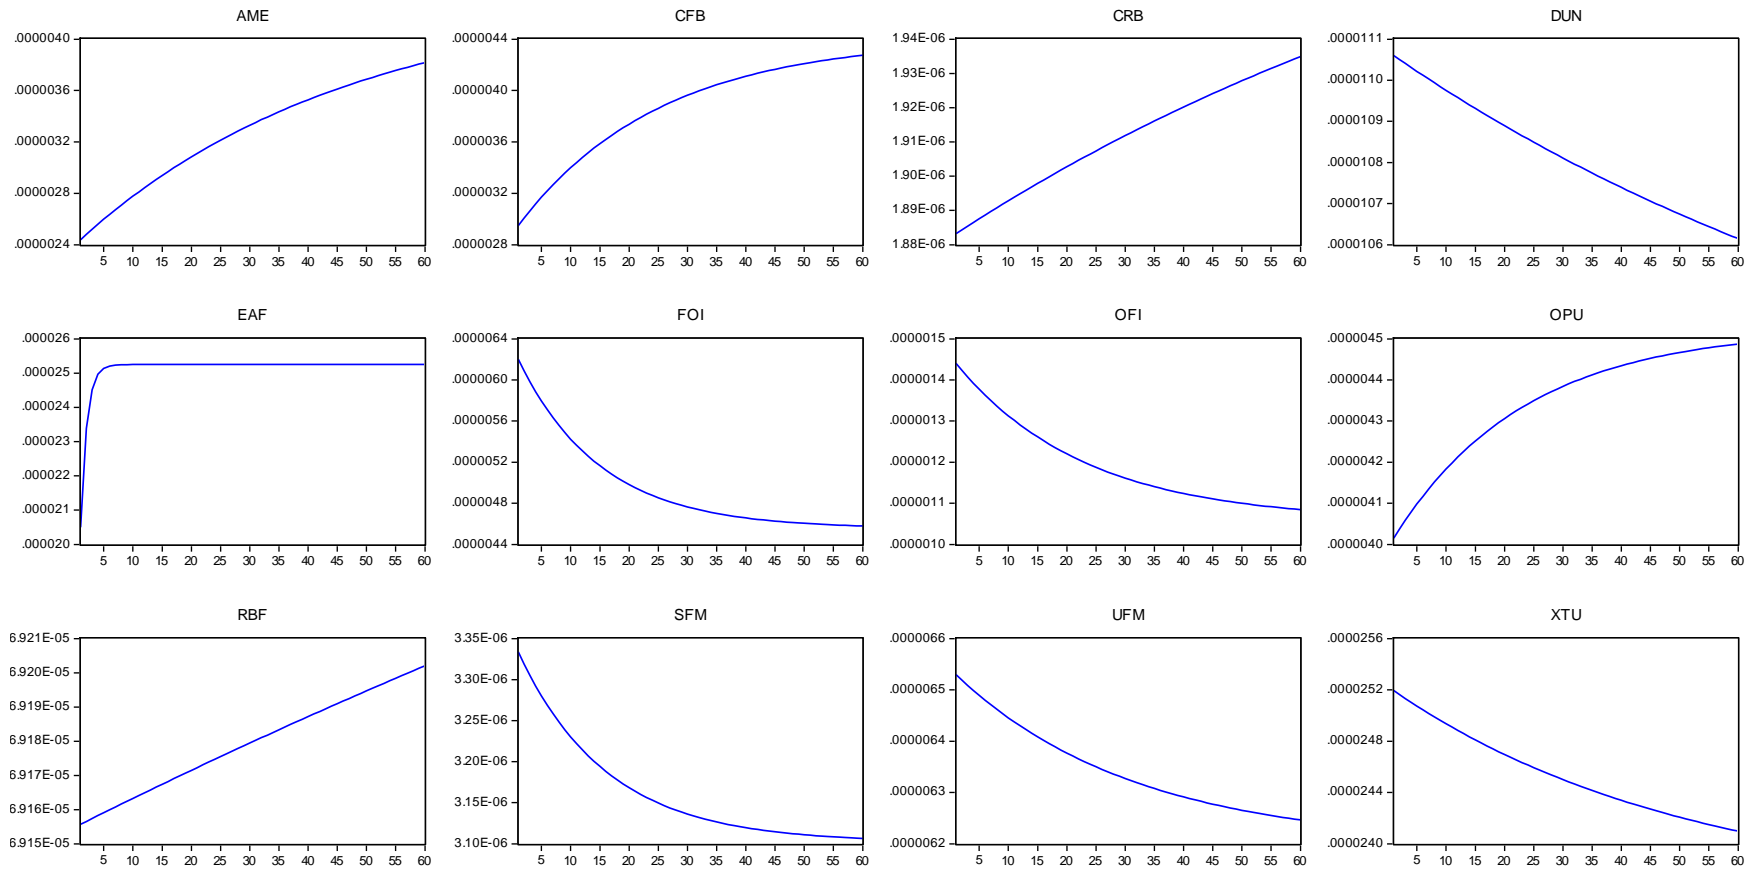 AME
CFB
CRB
DUN
.0000040
.0000036
.0000032
.0000028
.0000024
5 10 15 20 25 30 35 40 45 50 55 60
.0000044
.0000040
.0000036
.0000032
.0000028
5 10 15 20 25 30 35 40 45 50 55 60
1.94E-06
1.93E-06
1.92E-06
1.91E-06
1.90E-06
1.89E-06
1.88E-06
5 10 15 20 25 30 35 40 45 50 55 60
.0000111
.0000110
.0000109
.0000108
.0000107
.0000106
5 10 15 20 25 30 35 40 45 50 55 60
EAF
FOI
OFI
OPU
.000026
.000025
.000024
.000023
.000022
.000021
.000020
5 10 15 20 25 30 35 40 45 50 55 60
.0000064
.0000060
.0000056
.0000052
.0000048
.0000044
5 10 15 20 25 30 35 40 45 50 55 60
.0000015
.0000014
.0000013
.0000012
.0000011
.0000010
5 10 15 20 25 30 35 40 45 50 55 60
.0000045
.0000044
.0000043
.0000042
.0000041
.0000040
5 10 15 20 25 30 35 40 45 50 55 60
RBF
SFM
UFM
XTU
6.921E-05
6.920E-05
6.919E-05
6.918E-05
6.917E-05
6.916E-05
6.915E-05
5 10 15 20 25 30 35 40 45 50 55 60
3.35E-06
3.30E-06
3.25E-06
3.20E-06
3.15E-06
3.10E-06
5 10 15 20 25 30 35 40 45 50 55 60
.0000066
.0000065
.0000064
.0000063
.0000062
5 10 15 20 25 30 35 40 45 50 55 60
.0000256
.0000252
.0000248
.0000244
.0000240
5 10 15 20 25 30 35 40 45 50 55 60